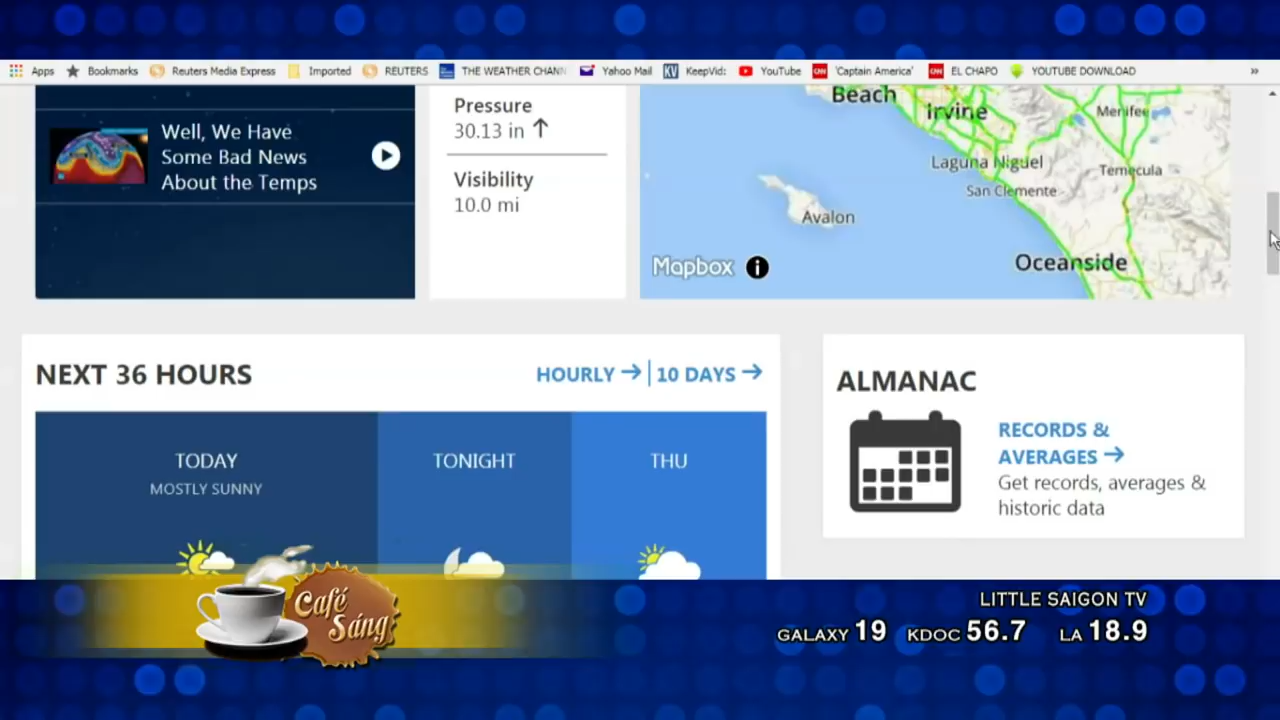 Apps Bookmarks Reuters Media Express Imported REUTERS THE WEATHER CHANN Yahoo Mail KeepVid: YouTube 'Captain America' EL CHAPO YOUTUBE DOWNLOAD »
Well, We Have
Some Bad News
About the Temps
Pressure
30.13 in ↑
Visibility
10.0 mi
Beach
Irvine
Menifee
Laguna Niguel
Temecula
San Clemente
Avalon
Oceanside
Mapbox i
NEXT 36 HOURS
HOURLY → | 10 DAYS →
TODAY
MOSTLY SUNNY
TONIGHT
THU
ALMANAC
RECORDS &
AVERAGES →
Get records, averages &
historic data
Café
Sáng
LITTLE SAIGON TV
GALAXY 19 KDOC 56.7 LA 18.9